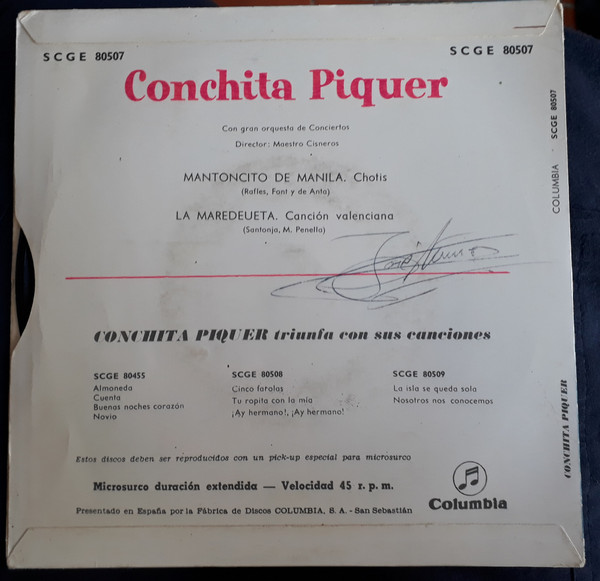 SCGE 80507
SCGE 80507
Conchita Piquer
Con gran orquesta de Conciertos
Director: Maestro Cisneros
MANTONCITO DE MANILA. Chotis
(Rafles, Font y de Anta)
LA MAREDEUETA. Canción valenciana
(Santonja, M. Penella)
CONCHITA PIQUER triunfa con sus canciones
SCGE 80455
Almoneda
Cuenta
Buenas noches corazón
Novio
SCGE 80508
Cinco farolas
Tu ropita con la mía
¡Ay hermano!, ¡Ay hermano!
SCGE 80509
La isla se queda sola
Nosotros nos conocemos
Estos discos deben ser reproducidos con un pick-up especial para microsurco
Microsurco duración extendida — Velocidad 45 r. p. m.
Presentado en España por la Fábrica de Discos COLUMBIA, S. A. - San Sebastián
Columbia
COLUMBIA · SCGE 80507
CONCHITA PIQUER